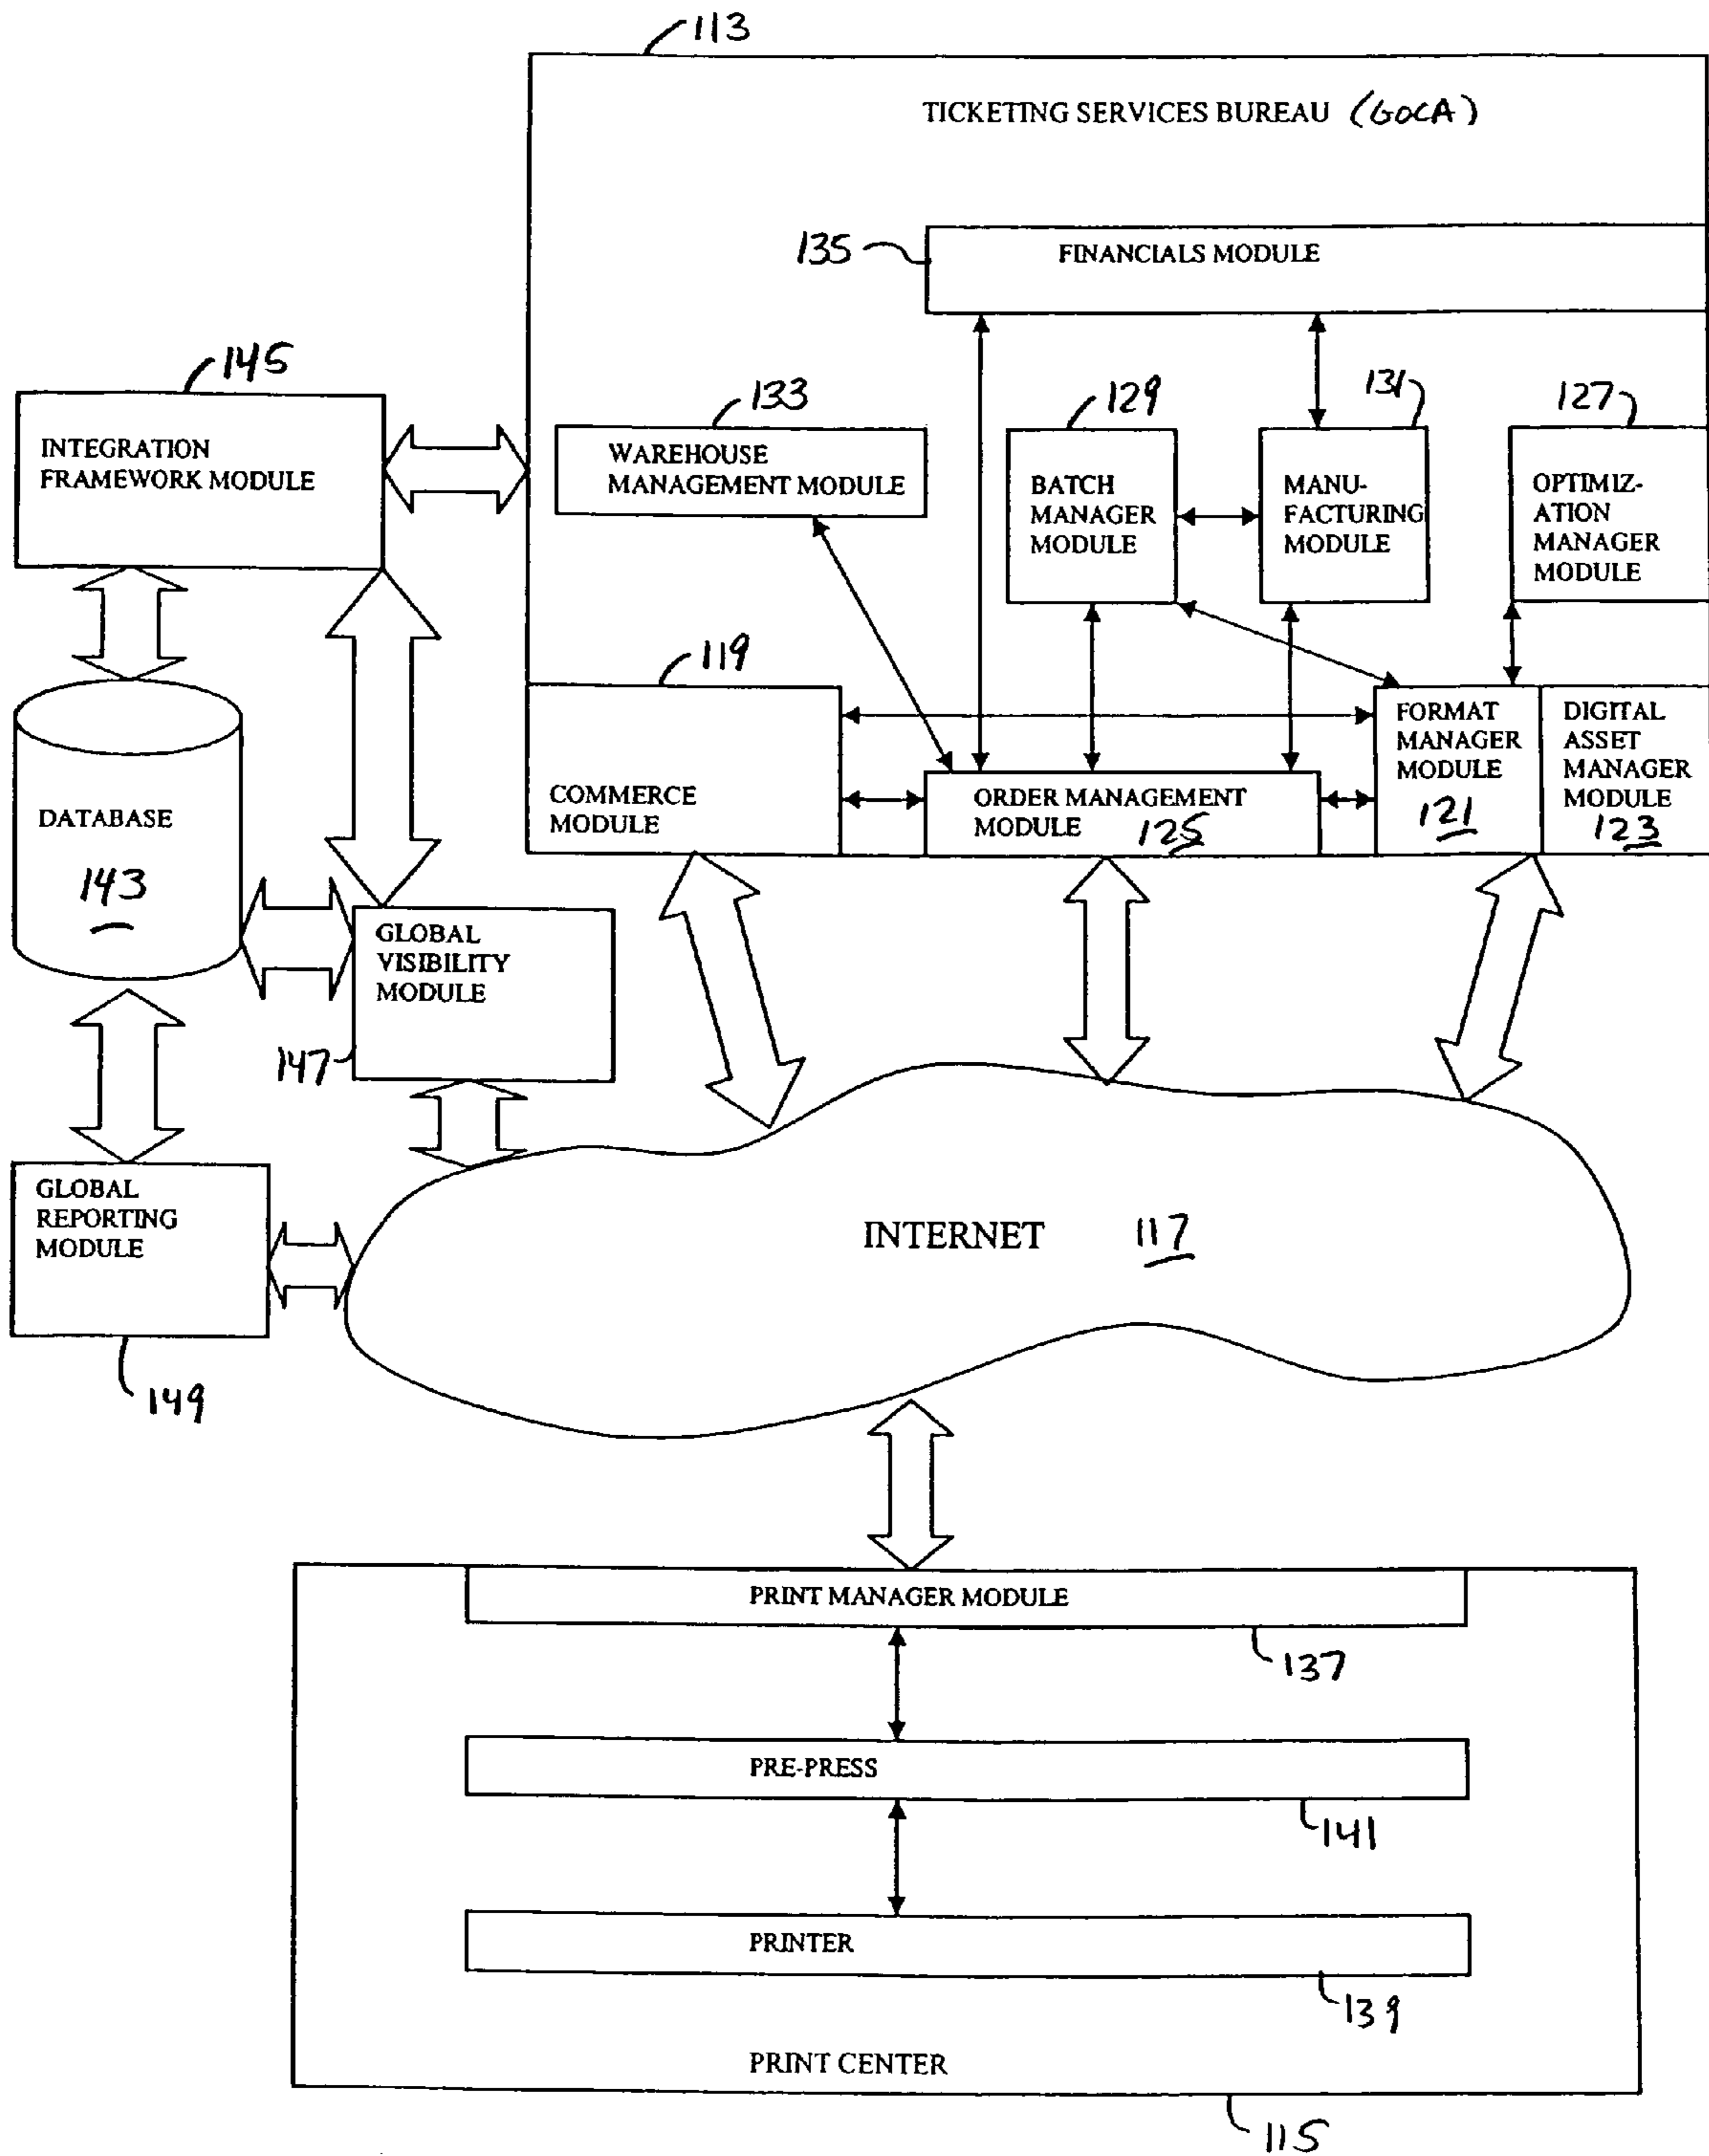 113
TICKETING SERVICES BUREAU (GOCA)
135
FINANCIALS MODULE
145
INTEGRATION
FRAMEWORK MODULE
133
WAREHOUSE
MANAGEMENT MODULE
129
BATCH
MANAGER
MODULE
131
MANU-
FACTURING
MODULE
127
OPTIMIZ-
ATION
MANAGER
MODULE
119
COMMERCE
MODULE
ORDER MANAGEMENT
MODULE 125
FORMAT
MANAGER
MODULE
121
DIGITAL
ASSET
MANAGER
MODULE
123
DATABASE
143
GLOBAL
VISIBILITY
MODULE
147
GLOBAL
REPORTING
MODULE
149
INTERNET 117
PRINT MANAGER MODULE
137
PRE-PRESS
141
PRINTER
139
PRINT CENTER
115